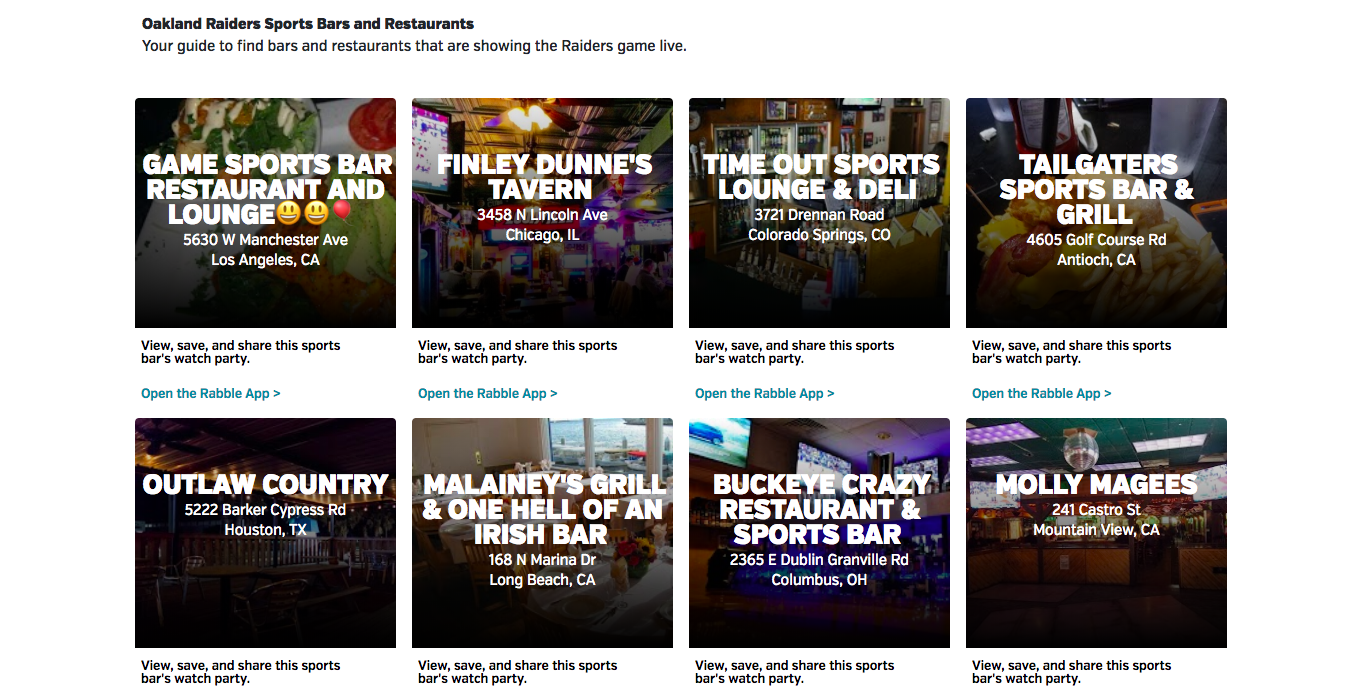 Oakland Raiders Sports Bars and Restaurants
Your guide to find bars and restaurants that are showing the Raiders game live.
GAME SPORTS BAR
RESTAURANT AND
LOUNGE😃😃🎈
5630 W Manchester Ave
Los Angeles, CA
View, save, and share this sports
bar's watch party.
Open the Rabble App >
FINLEY DUNNE'S
TAVERN
3458 N Lincoln Ave
Chicago, IL
View, save, and share this sports
bar's watch party.
Open the Rabble App >
TIME OUT SPORTS
LOUNGE & DELI
3721 Drennan Road
Colorado Springs, CO
View, save, and share this sports
bar's watch party.
Open the Rabble App >
TAILGATERS
SPORTS BAR &
GRILL
4605 Golf Course Rd
Antioch, CA
View, save, and share this sports
bar's watch party.
Open the Rabble App >
OUTLAW COUNTRY
5222 Barker Cypress Rd
Houston, TX
View, save, and share this sports
bar's watch party.
MALAINEY'S GRILL
& ONE HELL OF AN
IRISH BAR
168 N Marina Dr
Long Beach, CA
View, save, and share this sports
bar's watch party.
BUCKEYE CRAZY
RESTAURANT &
SPORTS BAR
2365 E Dublin Granville Rd
Columbus, OH
View, save, and share this sports
bar's watch party.
MOLLY MAGEES
241 Castro St
Mountain View, CA
View, save, and share this sports
bar's watch party.